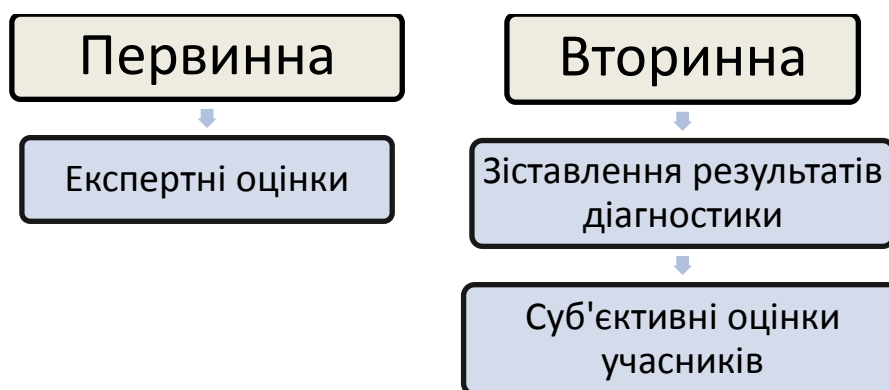 Первинна
Експертні оцінки
Вторинна
Зіставлення результатів
діагностики
Суб'єктивні оцінки
учасників